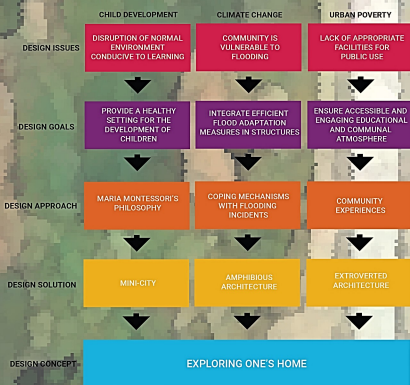 CHILD DEVELOPMENT
CLIMATE CHANGE
URBAN POVERTY
DESIGN ISSUES
DISRUPTION OF NORMAL
ENVIRONMENT
CONDUCIVE TO LEARNING
COMMUNITY IS
VULNERABLE TO
FLOODING
LACK OF APPROPRIATE
FACILITIES FOR
PUBLIC USE
DESIGN GOALS
PROVIDE A HEALTHY
SETTING FOR THE
DEVELOPMENT OF
CHILDREN
INTEGRATE EFFICIENT
FLOOD ADAPTATION
MEASURES IN STRUCTURES
ENSURE ACCESSIBLE AND
ENGAGING EDUCATIONAL
AND COMMUNAL
ATMOSPHERE
DESIGN APPROACH
MARIA MONTESSORI'S
PHILOSOPHY
COPING MECHANISMS
WITH FLOODING
INCIDENTS
COMMUNITY
EXPERIENCES
DESIGN SOLUTION
MINI-CITY
AMPHIBIOUS
ARCHITECTURE
EXTROVERTED
ARCHITECTURE
DESIGN CONCEPT
EXPLORING ONE'S HOME